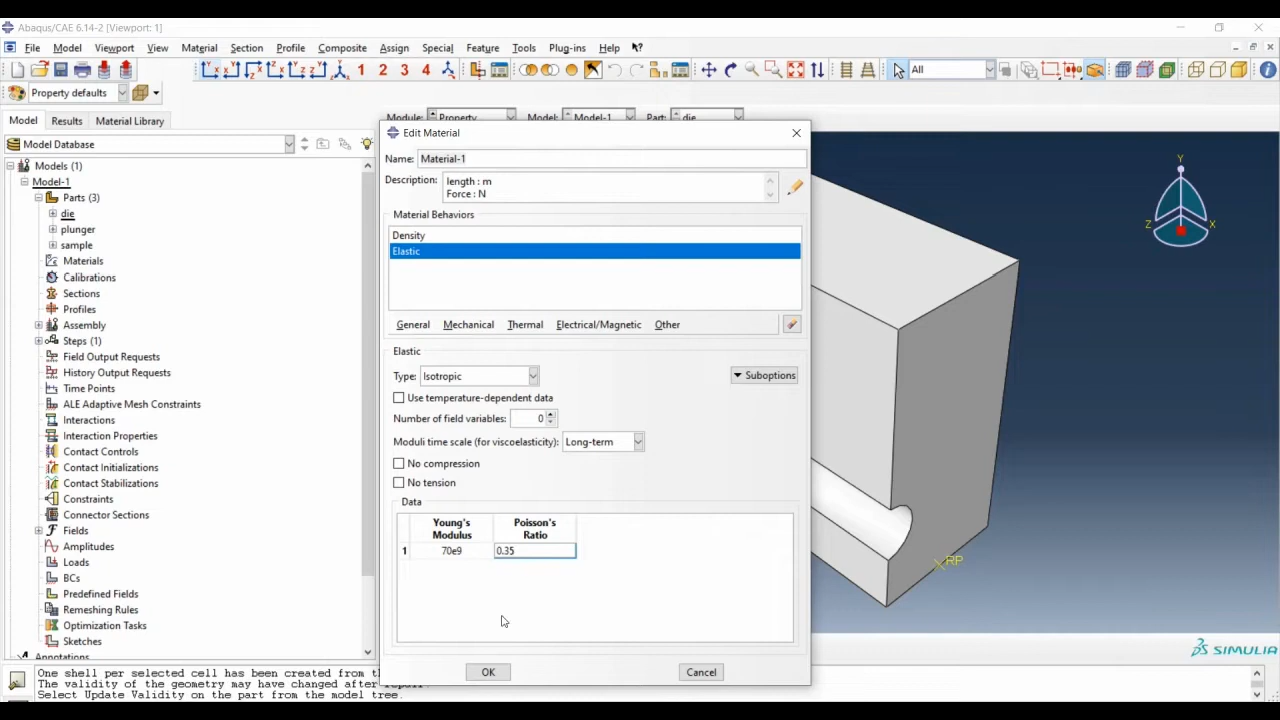 Abaqus/CAE 6.14-2 [Viewport: 1]
File Model Viewport View Material Section Profile Composite Assign Special Feature Tools Plug-ins Help
1 2 3 4 All
Property defaults
Model Results Material Library
Module: Property Model: Model-1 Part: die
Model Database
Models (1)
Model-1
Parts (3)
die
plunger
sample
Materials
Calibrations
Sections
Profiles
Assembly
Steps (1)
Field Output Requests
History Output Requests
Time Points
ALE Adaptive Mesh Constraints
Interactions
Interaction Properties
Contact Controls
Contact Initializations
Contact Stabilizations
Constraints
Connector Sections
Fields
Amplitudes
Loads
BCs
Predefined Fields
Remeshing Rules
Optimization Tasks
Sketches
Annotations
Edit Material
Name: Material-1
Description: length : m
Force : N
Material Behaviors
Density
Elastic
General Mechanical Thermal Electrical/Magnetic Other
Elastic
Type: Isotropic
Suboptions
Use temperature-dependent data
Number of field variables: 0
Moduli time scale (for viscoelasticity): Long-term
No compression
No tension
Data
Young's Modulus
Poisson's Ratio
1 70e9 0.35
OK Cancel
Y
Z X
RP
SIMULIA
One shell per selected cell has been created from th
The validity of the geometry may have changed after repair.
Select Update Validity on the part from the model tree.